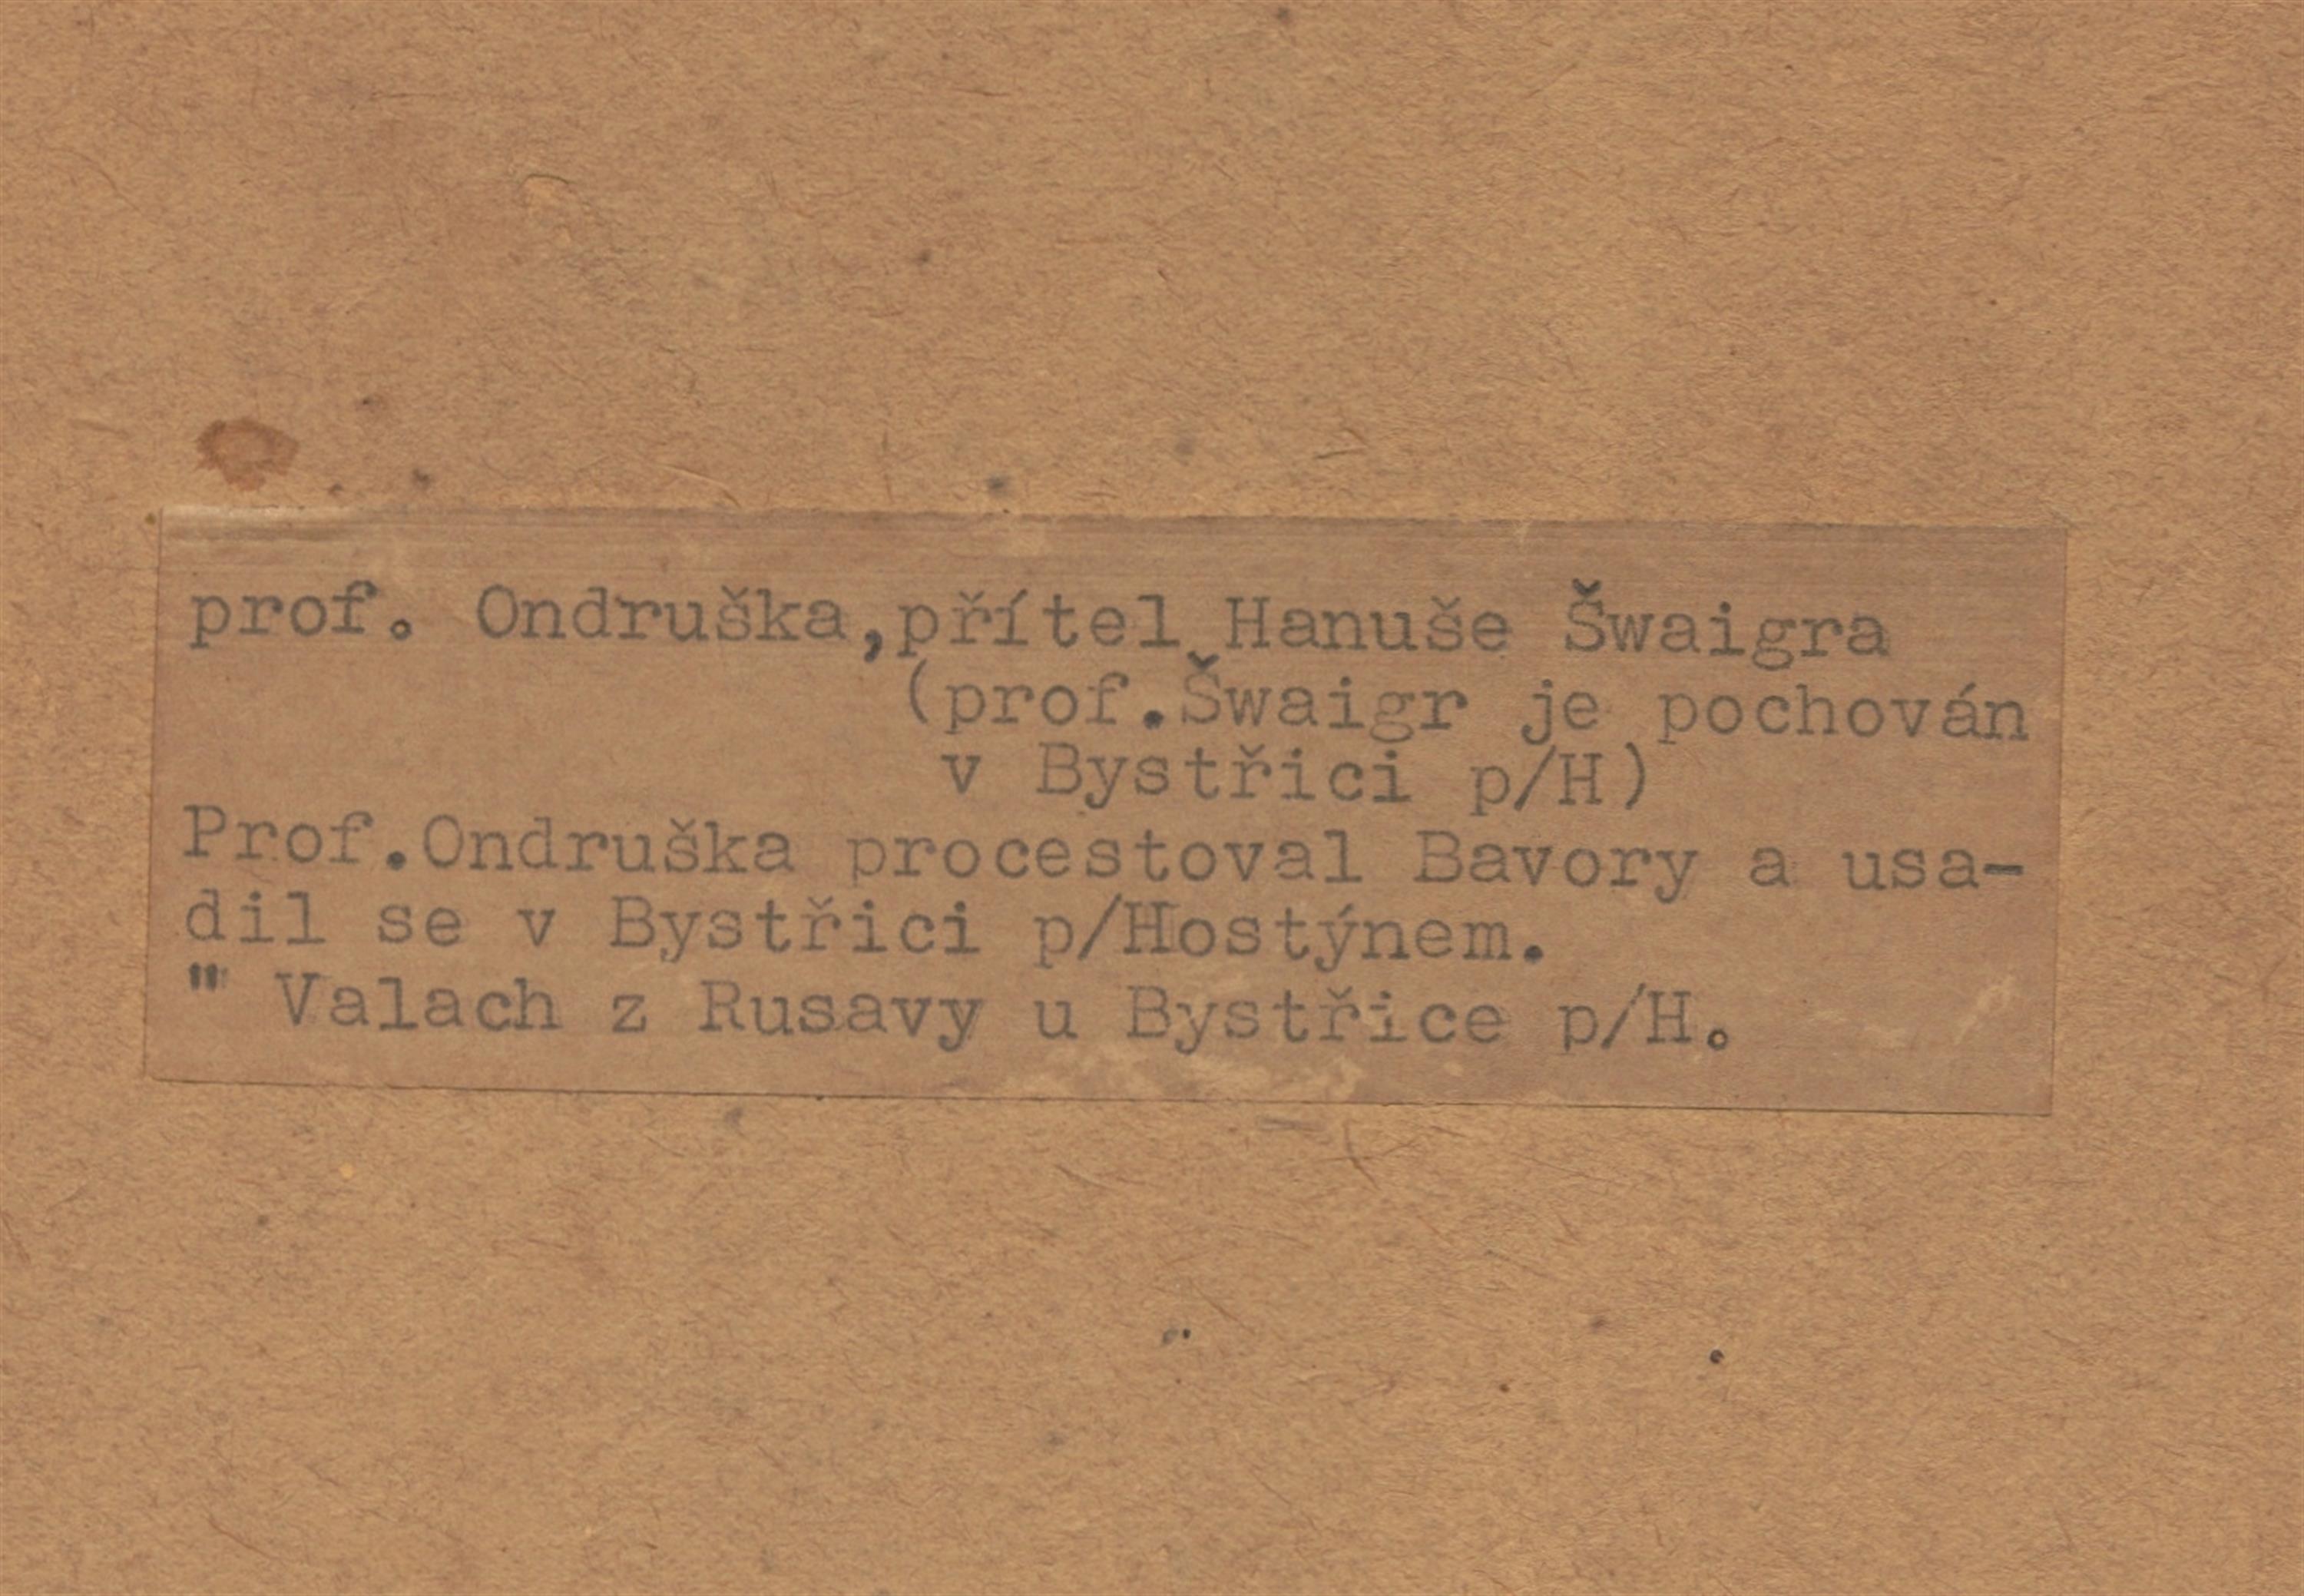 prof. Ondruška,přítel Hanuše Šwaigra
(prof.Šwaigr je pochován
v Bystřici p/H)
Prof.Ondruška procestoval Bavory a usa-
dil se v Bystřici p/Hostýnem.
" Valach z Rusavy u Bystřice p/H.